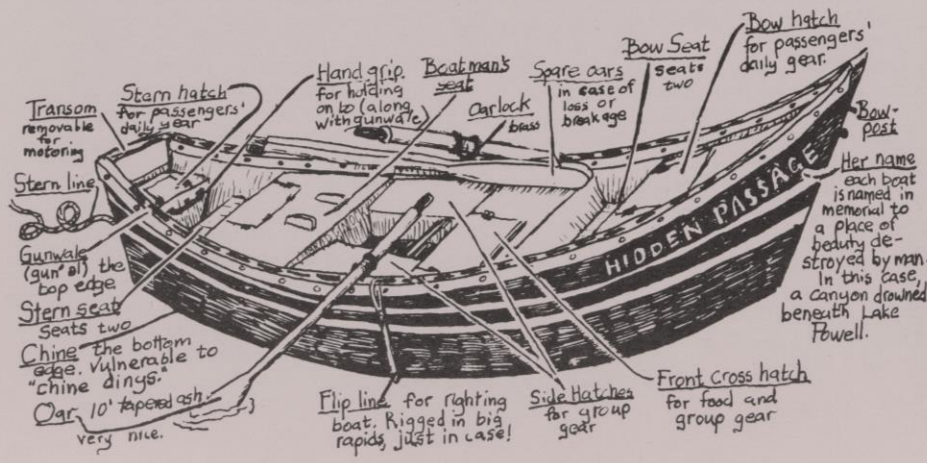 Transom
removable
for
motoring
Stern hatch
for passengers'
daily gear
Hand grip
for holding
on to (along
with gunwale)
Boatman's
seat
Oarlock
brass
Spare oars
in case of
loss or
breakage
Bow Seat
seats
two
Bow hatch
for passengers'
daily gear.
Bow-
post
Her name
each boat
is named in
memorial to
a place of
beauty de-
stroyed by man.
In this case,
a canyon drowned
beneath Lake
Powell.
HIDDEN PASSAGE
Stern line
Gunwale
(gun'al) the
top edge
Stern seat
seats two
Chine the bottom
edge. Vulnerable to
"chine dings."
Oar 10' tapered ash.
very nice.
Flip line for righting
boat. Rigged in big
rapids, just in case!
Side Hatches
for group
gear
Front Cross hatch
for food and
group gear